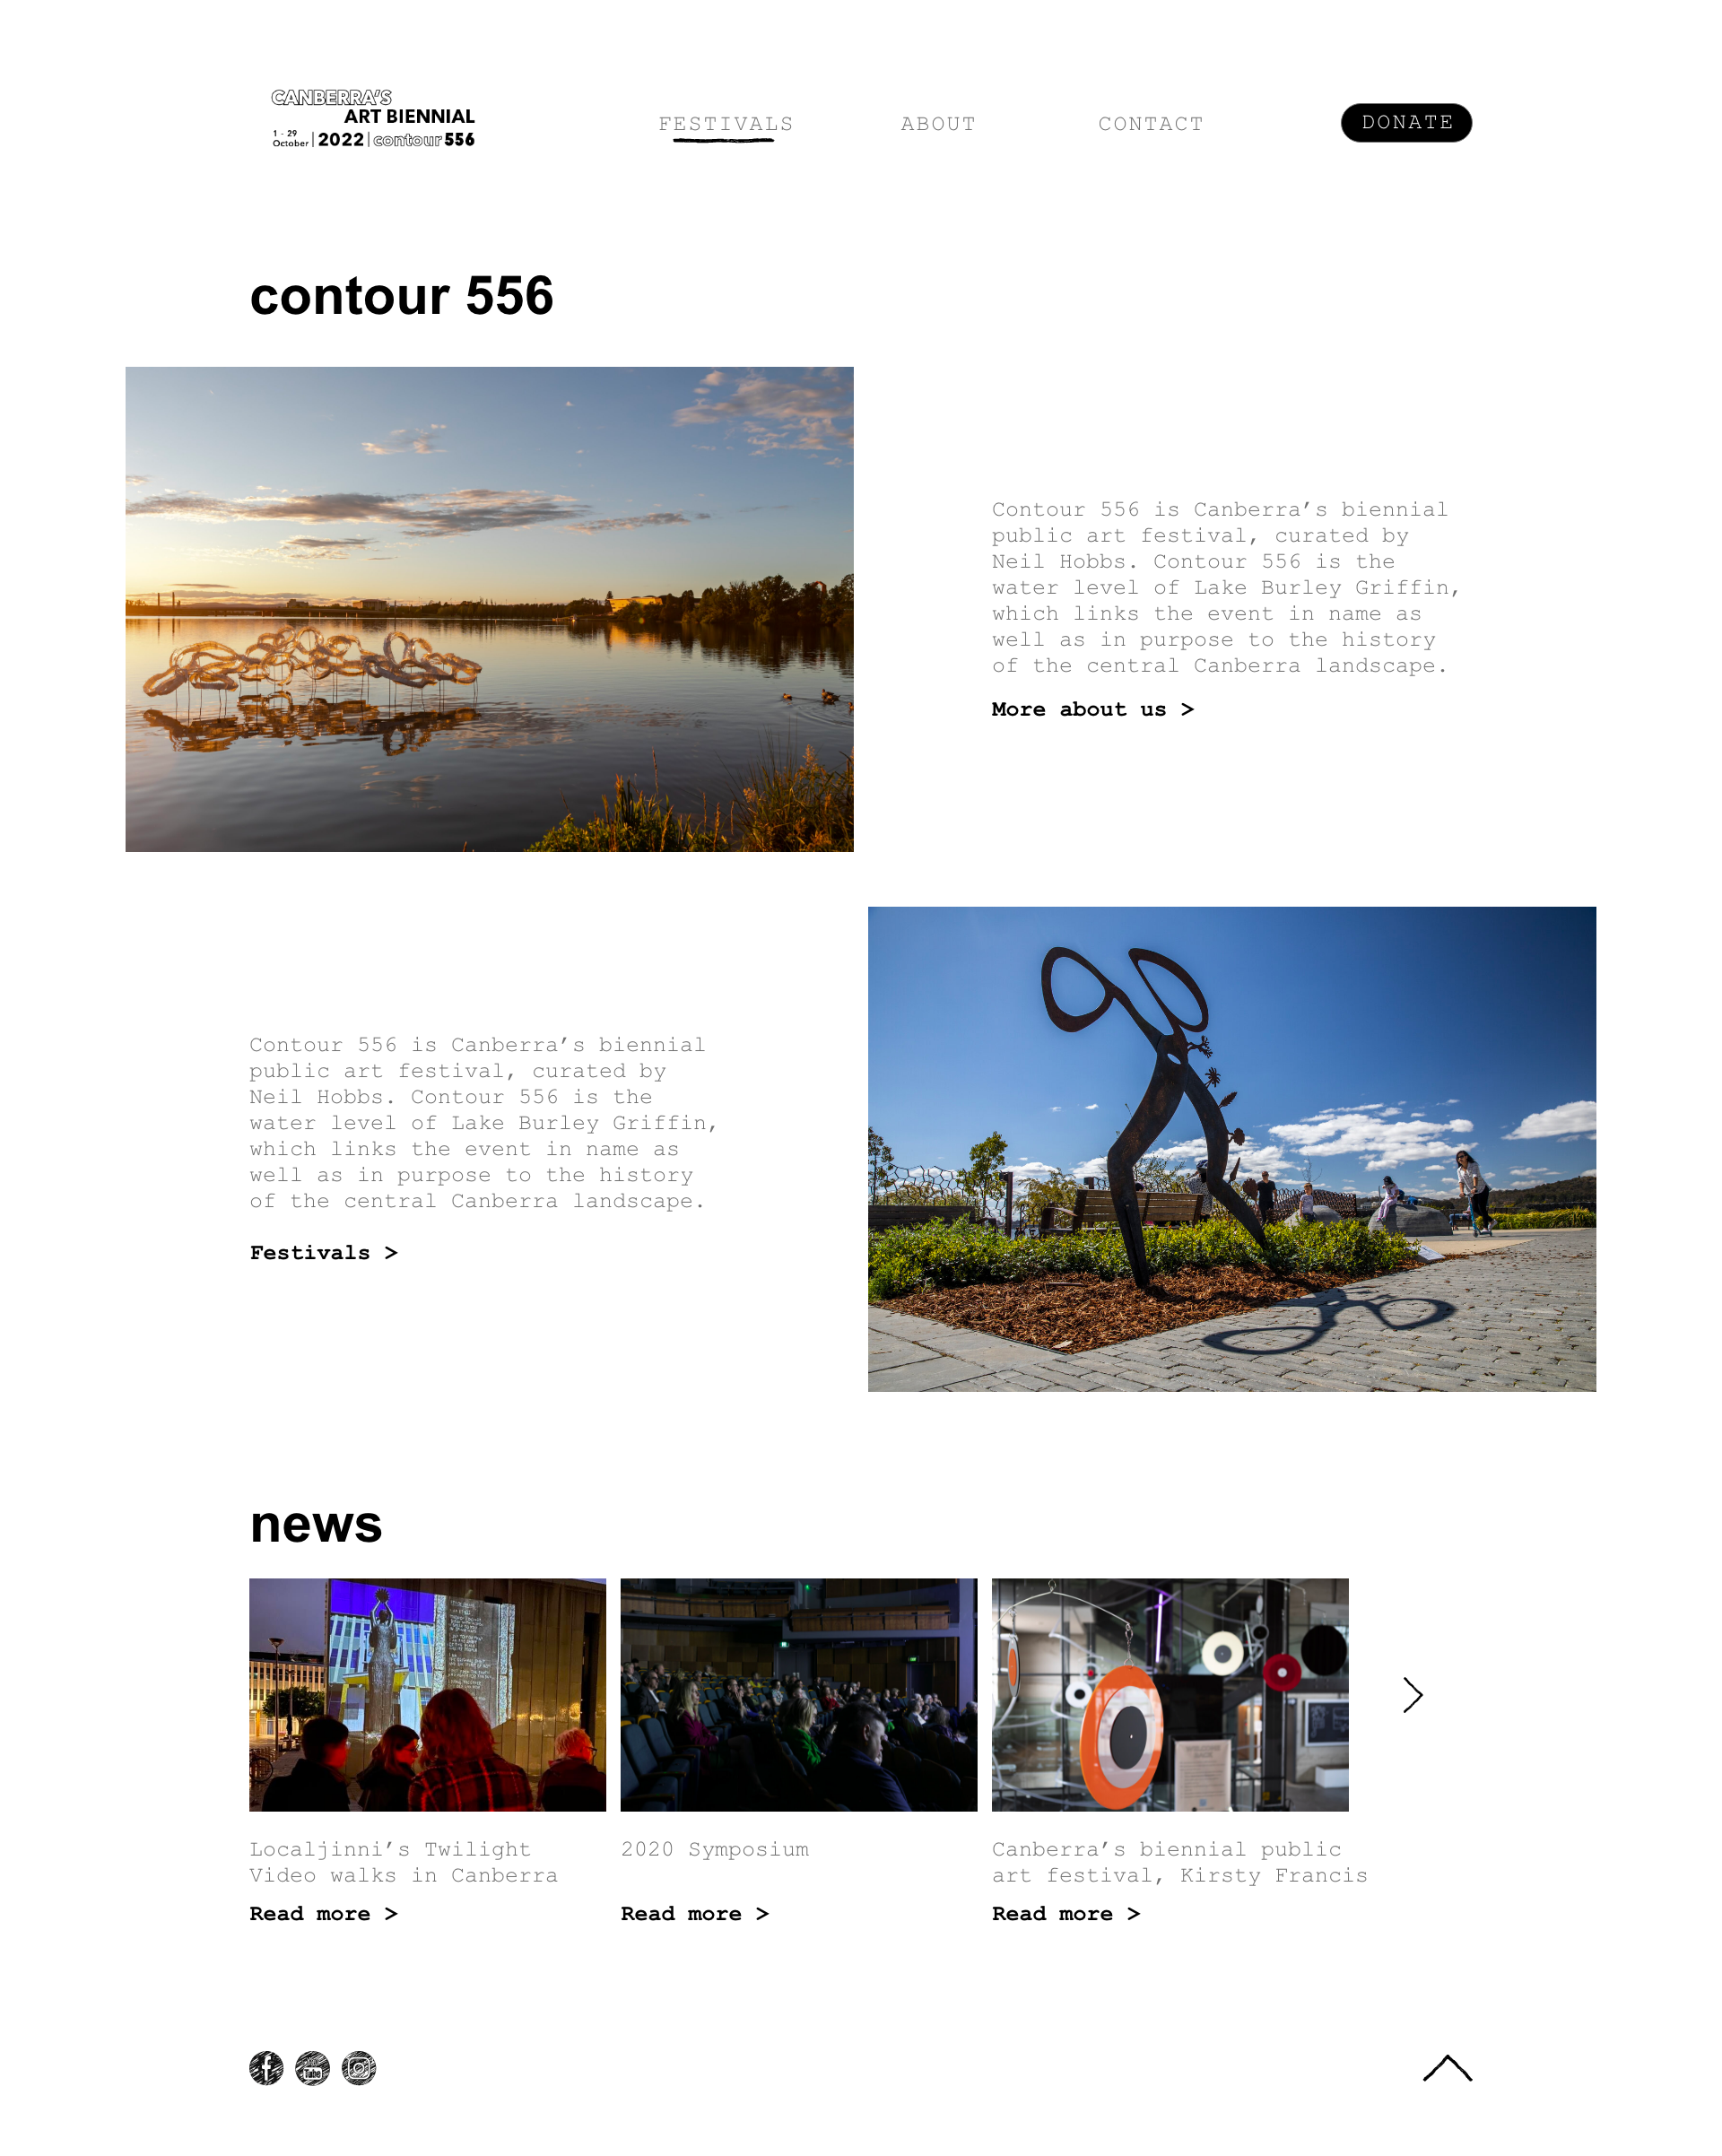 CANBERRA'S
ART BIENNIAL
1 - 29
October | 2022 | contour 556
FESTIVALS
ABOUT
CONTACT
DONATE
contour 556
Contour 556 is Canberra’s biennial
public art festival, curated by
Neil Hobbs. Contour 556 is the
water level of Lake Burley Griffin,
which links the event in name as
well as in purpose to the history
of the central Canberra landscape.
More about us >
Contour 556 is Canberra’s biennial
public art festival, curated by
Neil Hobbs. Contour 556 is the
water level of Lake Burley Griffin,
which links the event in name as
well as in purpose to the history
of the central Canberra landscape.
Festivals >
news
Localjinni’s Twilight
Video walks in Canberra
Read more >
2020 Symposium
Read more >
Canberra’s biennial public
art festival, Kirsty Francis
Read more >
f
You
Tube